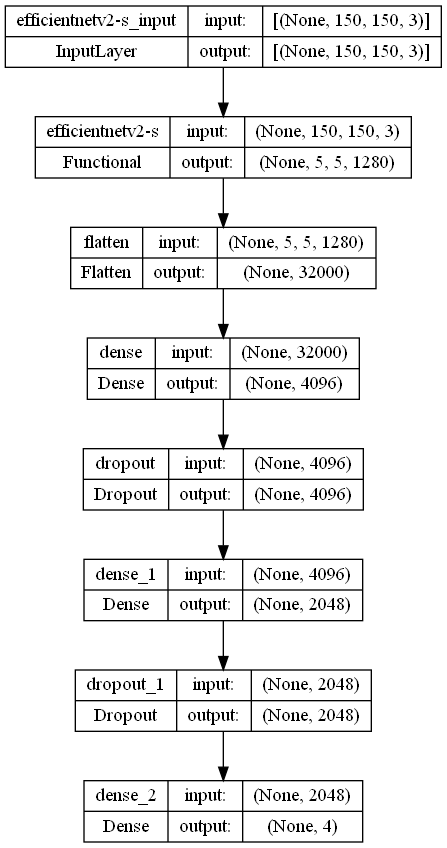 efficientnetv2-s_input input: [(None, 150, 150, 3)]
InputLayer output: [(None, 150, 150, 3)]
efficientnetv2-s input: (None, 150, 150, 3)
Functional output: (None, 5, 5, 1280)
flatten input: (None, 5, 5, 1280)
Flatten output: (None, 32000)
dense input: (None, 32000)
Dense output: (None, 4096)
dropout input: (None, 4096)
Dropout output: (None, 4096)
dense_1 input: (None, 4096)
Dense output: (None, 2048)
dropout_1 input: (None, 2048)
Dropout output: (None, 2048)
dense_2 input: (None, 2048)
Dense output: (None, 4)